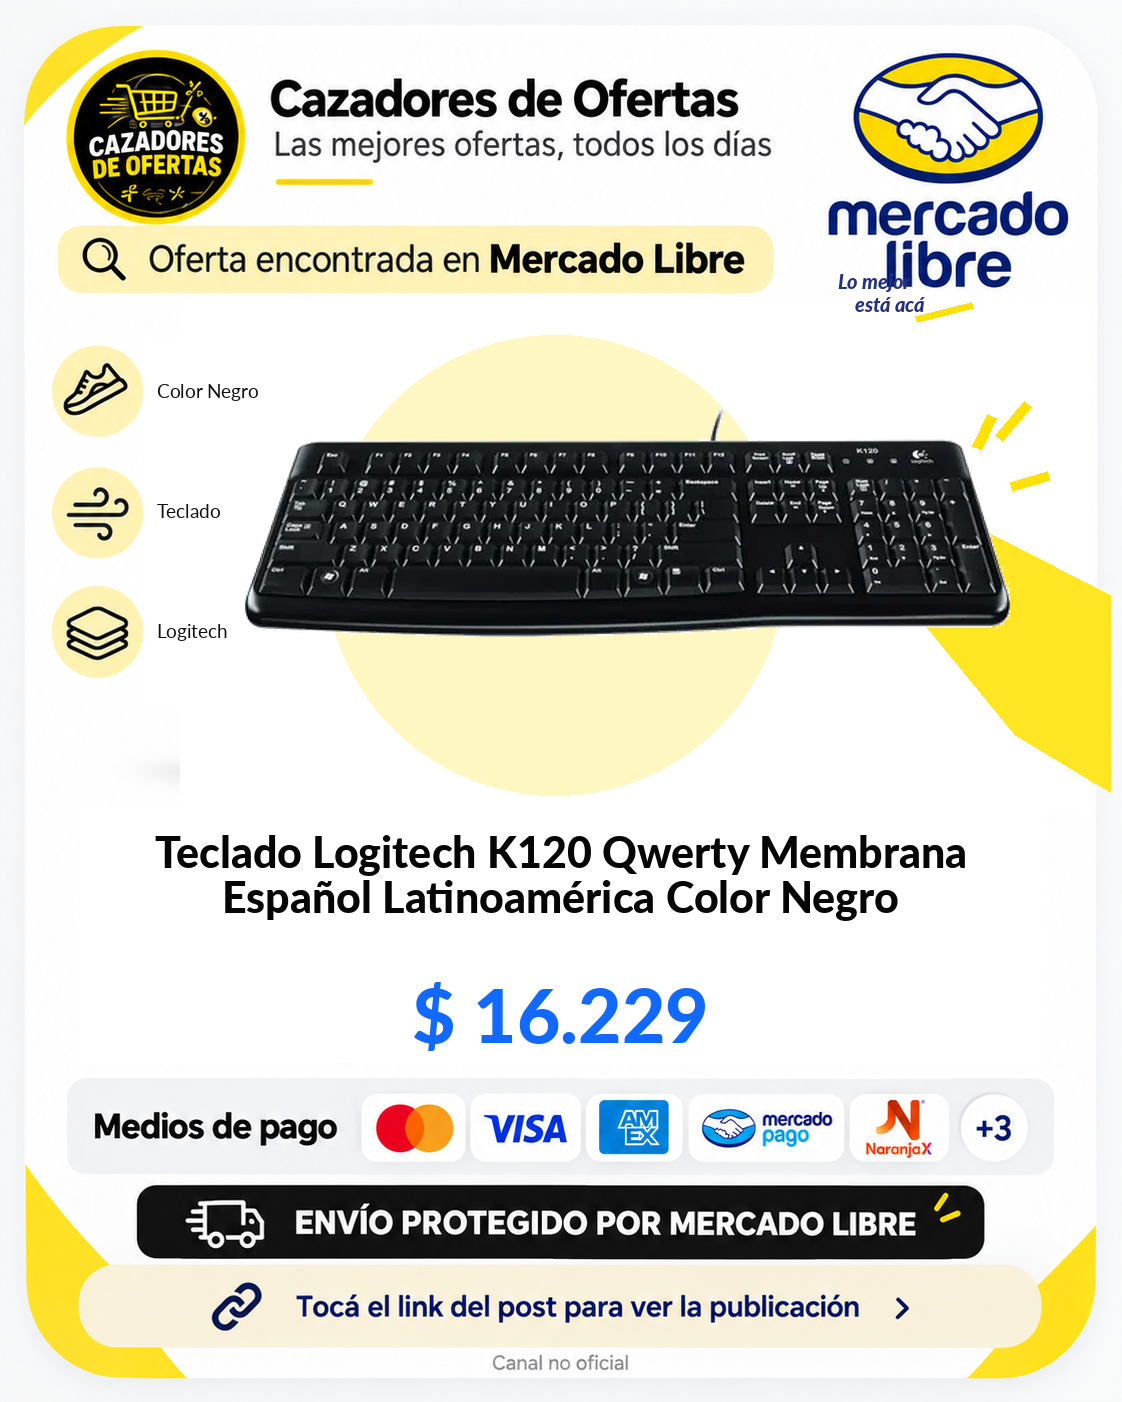 CAZADORES
DE OFERTAS
Cazadores de Ofertas
Las mejores ofertas, todos los días
mercado
libre
Lo mejor
está acá
Oferta encontrada en Mercado Libre
Color Negro
Teclado
Logitech
K120
Teclado Logitech K120 Qwerty Membrana
Español Latinoamérica Color Negro
$ 16.229
Medios de pago
VISA
AM
EX
mercado
pago
NaranjaX
+3
ENVÍO PROTEGIDO POR MERCADO LIBRE
Tocá el link del post para ver la publicación
Canal no oficial